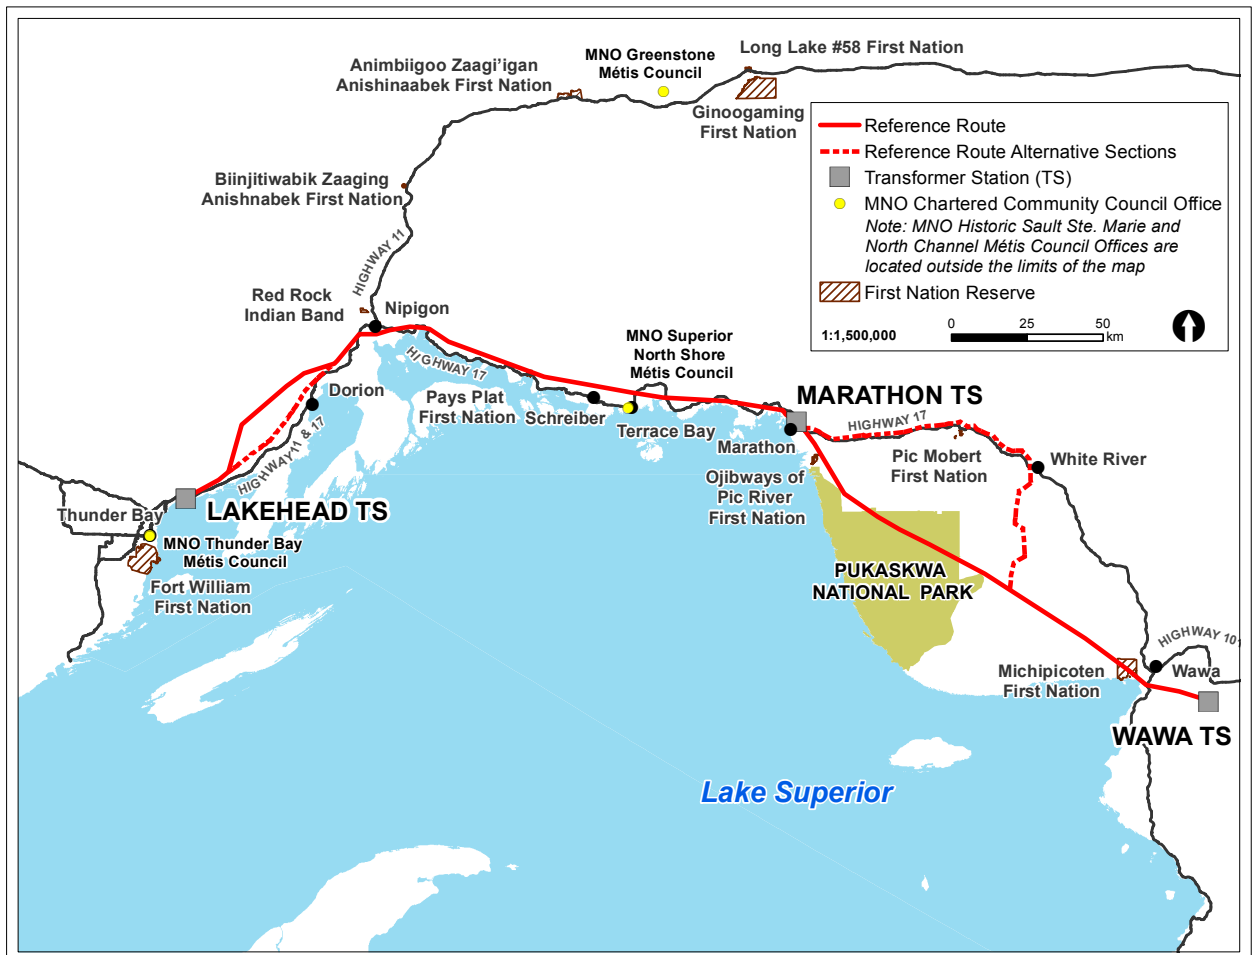 Long Lake #58 First Nation
MNO Greenstone
Métis Council
Animbiigoo Zaagi'igan
Anishinaabek First Nation
Ginoogaming
First Nation
Reference Route
Reference Route Alternative Sections
Transformer Station (TS)
MNO Chartered Community Council Office
Note: MNO Historic Sault Ste. Marie and
North Channel Métis Council Offices are
located outside the limits of the map
First Nation Reserve
1:1,500,000
0 25 50
km
Biinjitiwabik Zaaging
Anishnabek First Nation
HIGHWAY 11
Red Rock
Indian Band
Nipigon
HIGHWAY 17
MNO Superior
North Shore
Métis Council
Dorion
Pays Plat
First Nation
Schreiber
Terrace Bay
MARATHON TS
Marathon
HIGHWAY 17
Pic Mobert
First Nation
White River
Ojibways of
Pic River
First Nation
HIGHWAY 11 & 17
LAKEHEAD TS
Thunder Bay
MNO Thunder Bay
Métis Council
Fort William
First Nation
PUKASKWA
NATIONAL PARK
HIGHWAY 101
Michipicoten
First Nation
Wawa
WAWA TS
Lake Superior